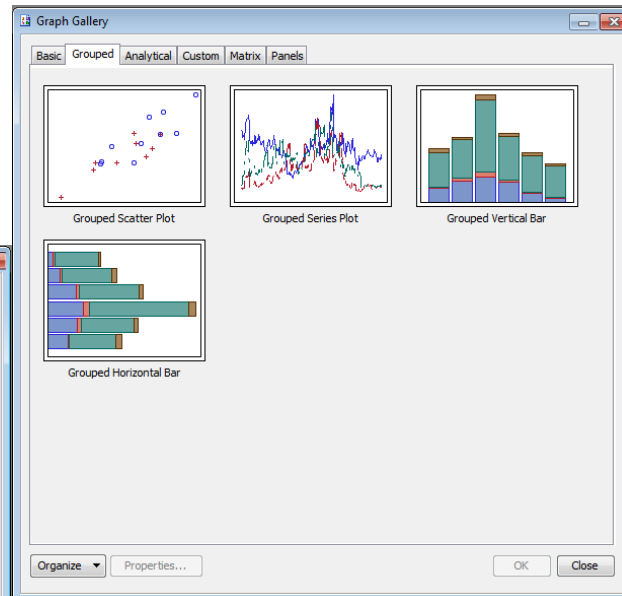 Graph Gallery
Basic Grouped Analytical Custom Matrix Panels
Grouped Scatter Plot Grouped Series Plot Grouped Vertical Bar
Grouped Horizontal Bar
Organize Properties... OK Close